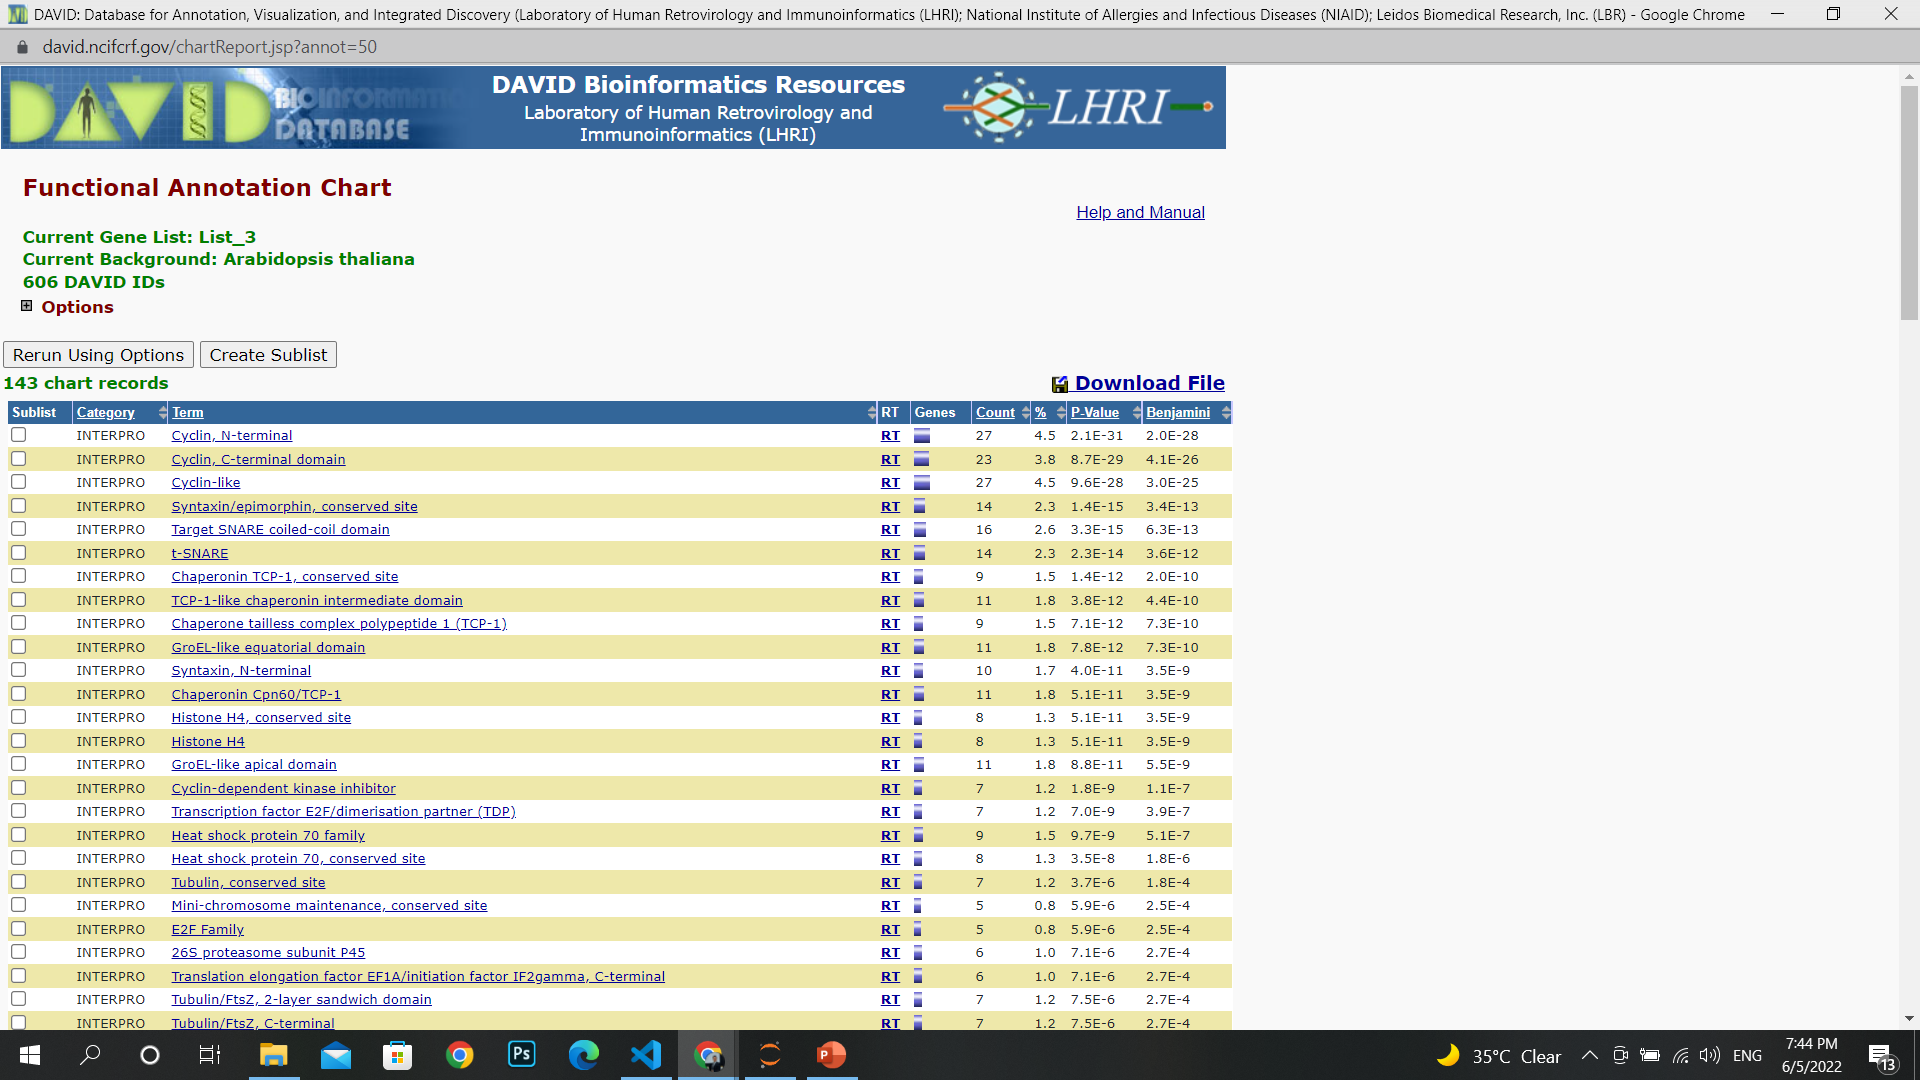 DAVID: Database for Annotation, Visualization, and Integrated Discovery (Laboratory of Human Retrovirology and Immunoinformatics (LHRI); National Institute of Allergies and Infectious Diseases (NIAID); Leidos Biomedical Research, Inc. (LBR) - Google Chrome
david.ncifcrf.gov/chartReport.jsp?annot=50
DAVID BIOINFORMATICS DATABASE
DAVID Bioinformatics Resources
Laboratory of Human Retrovirology and
Immunoinformatics (LHRI)
LHRI
Functional Annotation Chart
Help and Manual
Current Gene List: List_3
Current Background: Arabidopsis thaliana
606 DAVID IDs
Options
Rerun Using Options Create Sublist
143 chart records Download File
Sublist Category Term RT Genes Count % P-Value Benjamini
INTERPRO Cyclin, N-terminal RT 27 4.5 2.1E-31 2.0E-28
INTERPRO Cyclin, C-terminal domain RT 23 3.8 8.7E-29 4.1E-26
INTERPRO Cyclin-like RT 27 4.5 9.6E-28 3.0E-25
INTERPRO Syntaxin/epimorphin, conserved site RT 14 2.3 1.4E-15 3.4E-13
INTERPRO Target SNARE coiled-coil domain RT 16 2.6 3.3E-15 6.3E-13
INTERPRO t-SNARE RT 14 2.3 2.3E-14 3.6E-12
INTERPRO Chaperonin TCP-1, conserved site RT 9 1.5 1.4E-12 2.0E-10
INTERPRO TCP-1-like chaperonin intermediate domain RT 11 1.8 3.8E-12 4.4E-10
INTERPRO Chaperone tailless complex polypeptide 1 (TCP-1) RT 9 1.5 7.1E-12 7.3E-10
INTERPRO GroEL-like equatorial domain RT 11 1.8 7.8E-12 7.3E-10
INTERPRO Syntaxin, N-terminal RT 10 1.7 4.0E-11 3.5E-9
INTERPRO Chaperonin Cpn60/TCP-1 RT 11 1.8 5.1E-11 3.5E-9
INTERPRO Histone H4, conserved site RT 8 1.3 5.1E-11 3.5E-9
INTERPRO Histone H4 RT 8 1.3 5.1E-11 3.5E-9
INTERPRO GroEL-like apical domain RT 11 1.8 8.8E-11 5.5E-9
INTERPRO Cyclin-dependent kinase inhibitor RT 7 1.2 1.8E-9 1.1E-7
INTERPRO Transcription factor E2F/dimerisation partner (TDP) RT 7 1.2 7.0E-9 3.9E-7
INTERPRO Heat shock protein 70 family RT 9 1.5 9.7E-9 5.1E-7
INTERPRO Heat shock protein 70, conserved site RT 8 1.3 3.5E-8 1.8E-6
INTERPRO Tubulin, conserved site RT 7 1.2 3.7E-6 1.8E-4
INTERPRO Mini-chromosome maintenance, conserved site RT 5 0.8 5.9E-6 2.5E-4
INTERPRO E2F Family RT 5 0.8 5.9E-6 2.5E-4
INTERPRO 26S proteasome subunit P45 RT 6 1.0 7.1E-6 2.7E-4
INTERPRO Translation elongation factor EF1A/initiation factor IF2gamma, C-terminal RT 6 1.0 7.1E-6 2.7E-4
INTERPRO Tubulin/FtsZ, 2-layer sandwich domain RT 7 1.2 7.5E-6 2.7E-4
INTERPRO Tubulin/FtsZ, C-terminal RT 7 1.2 7.5E-6 2.7E-4
Ps
P
35°C Clear
ENG
7:44 PM
6/5/2022
13